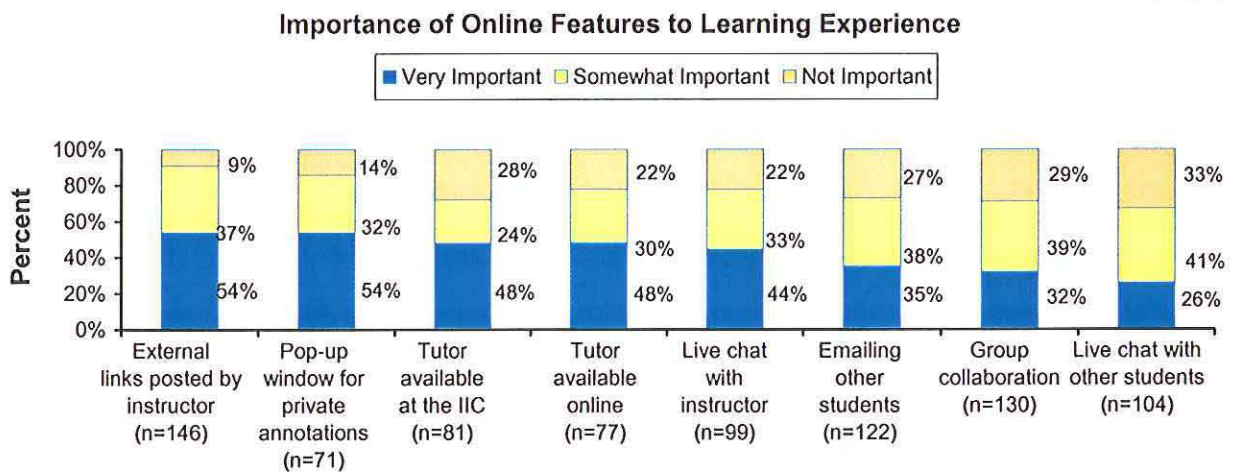 Importance of Online Features to Learning Experience
Very Important Somewhat Important Not Important
Percent
100%
80%
60%
40%
20%
0%
9% 14% 28% 22% 22% 27% 29% 33%
37% 32% 24% 30% 33% 38% 39% 41%
54% 54% 48% 48% 44% 35% 32% 26%
External
links posted by
instructor
(n=146)
Pop-up
window for
private
annotations
(n=71)
Tutor
available
at the IIC
(n=81)
Tutor
available
online
(n=77)
Live chat
with
instructor
(n=99)
Emailing
other
students
(n=122)
Group
collaboration
(n=130)
Live chat with
other students
(n=104)